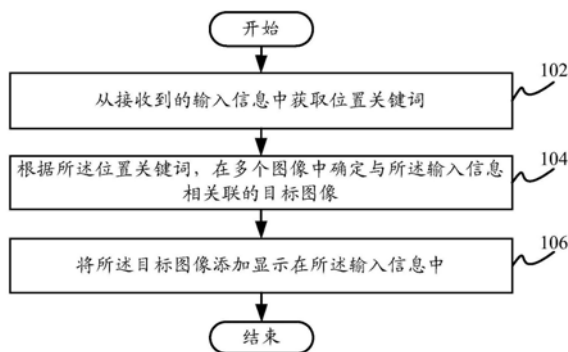 开始
102
从接收到的输入信息中获取位置关键词
104
根据所述位置关键词，在多个图像中确定与所述输入信息
相关联的目标图像
106
将所述目标图像添加显示在所述输入信息中
结束